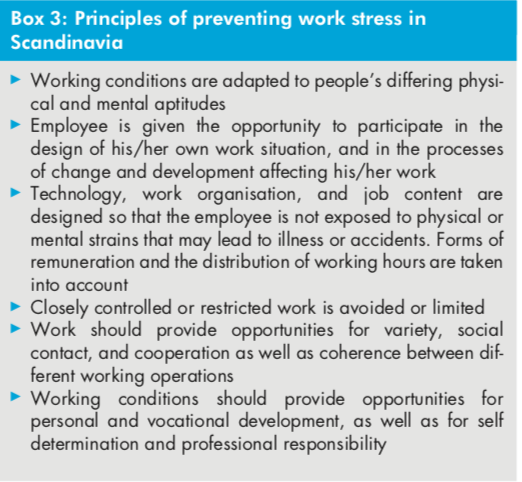 Box 3: Principles of preventing work stress in
Scandinavia
▶ Working conditions are adapted to people's differing physi-
cal and mental aptitudes
▶ Employee is given the opportunity to participate in the
design of his/her own work situation, and in the processes
of change and development affecting his/her work
▶ Technology, work organisation, and job content are
designed so that the employee is not exposed to physical or
mental strains that may lead to illness or accidents. Forms of
remuneration and the distribution of working hours are taken
into account
▶ Closely controlled or restricted work is avoided or limited
▶ Work should provide opportunities for variety, social
contact, and cooperation as well as coherence between dif-
ferent working operations
▶ Working conditions should provide opportunities for
personal and vocational development, as well as for self
determination and professional responsibility